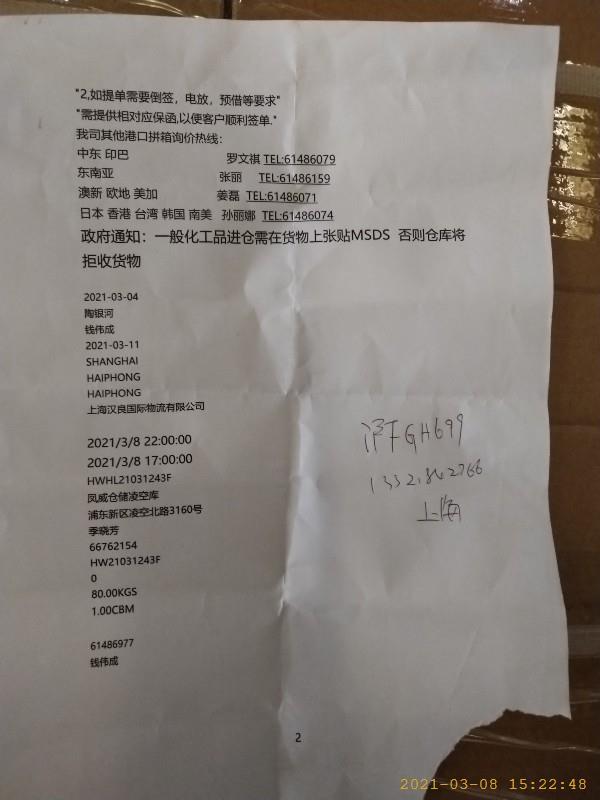 "2,如提单需要倒签，电放，预借等要求"
"需提供相对应保函,以便客户顺利签单."
我司其他港口拼箱询价热线：
中东 印巴 罗文祺 TEL:61486079
东南亚 张丽 TEL:61486159
澳新 欧地 美加 姜磊 TEL:61486071
日本 香港 台湾 韩国 南美 孙丽娜 TEL:61486074
政府通知：一般化工品进仓需在货物上张贴MSDS 否则仓库将
拒收货物
2021-03-04
陶银河
钱伟成
2021-03-11
SHANGHAI
HAIPHONG
HAIPHONG
上海汉良国际物流有限公司
2021/3/8 22:00:00
2021/3/8 17:00:00
HWHL21031243F
凤威仓储凌空库
浦东新区凌空北路3160号
季晓芳
66762154
HW21031243F
0
80.00KGS
1.00CBM
61486977
钱伟成
GH699
上海
2
2021-03-08 15:22:48